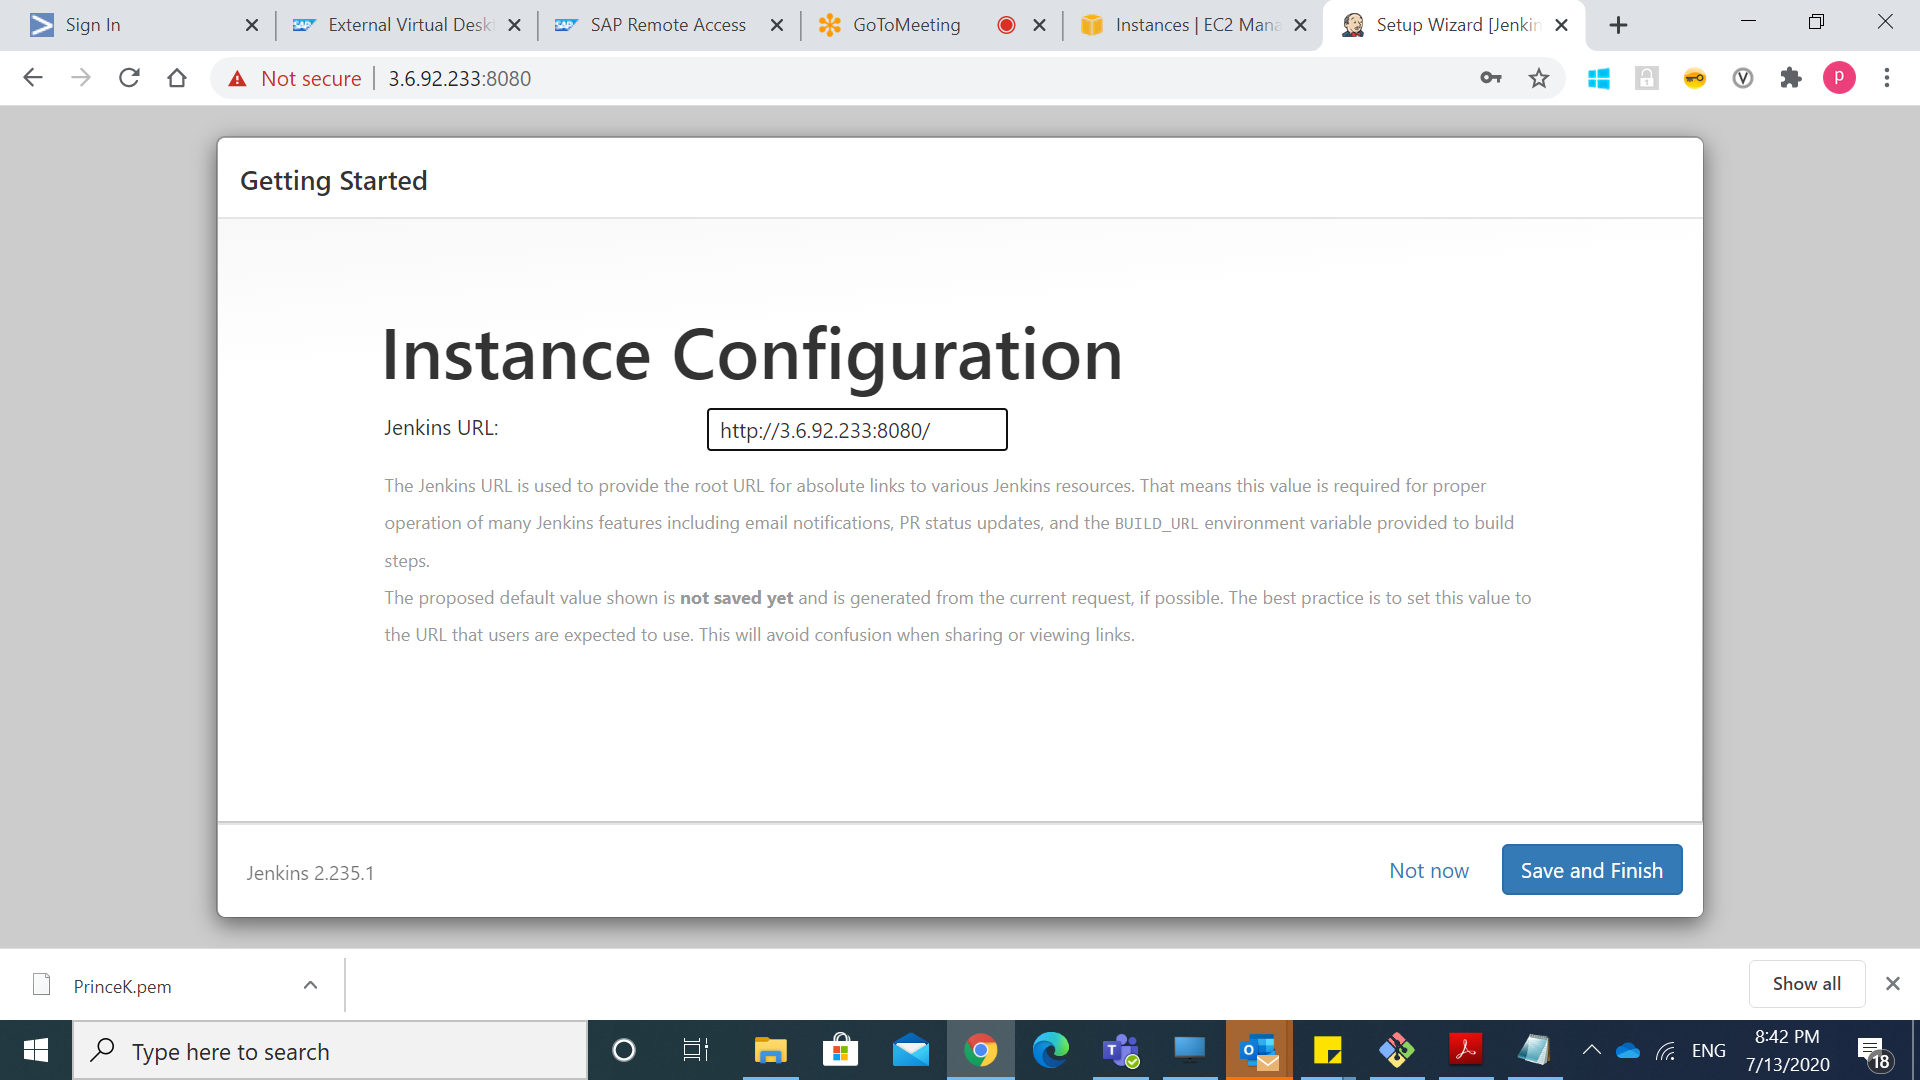 Sign In
External Virtual Deskt
SAP Remote Access
GoToMeeting
Instances | EC2 Mana
Setup Wizard [Jenkin
Not secure
3.6.92.233:8080
p
Getting Started
Instance Configuration
Jenkins URL:
http://3.6.92.233:8080/
The Jenkins URL is used to provide the root URL for absolute links to various Jenkins resources. That means this value is required for proper
operation of many Jenkins features including email notifications, PR status updates, and the BUILD_URL environment variable provided to build
steps.
The proposed default value shown is not saved yet and is generated from the current request, if possible. The best practice is to set this value to
the URL that users are expected to use. This will avoid confusion when sharing or viewing links.
Jenkins 2.235.1
Not now
Save and Finish
PrinceK.pem
Show all
Type here to search
ENG
8:42 PM
7/13/2020
18